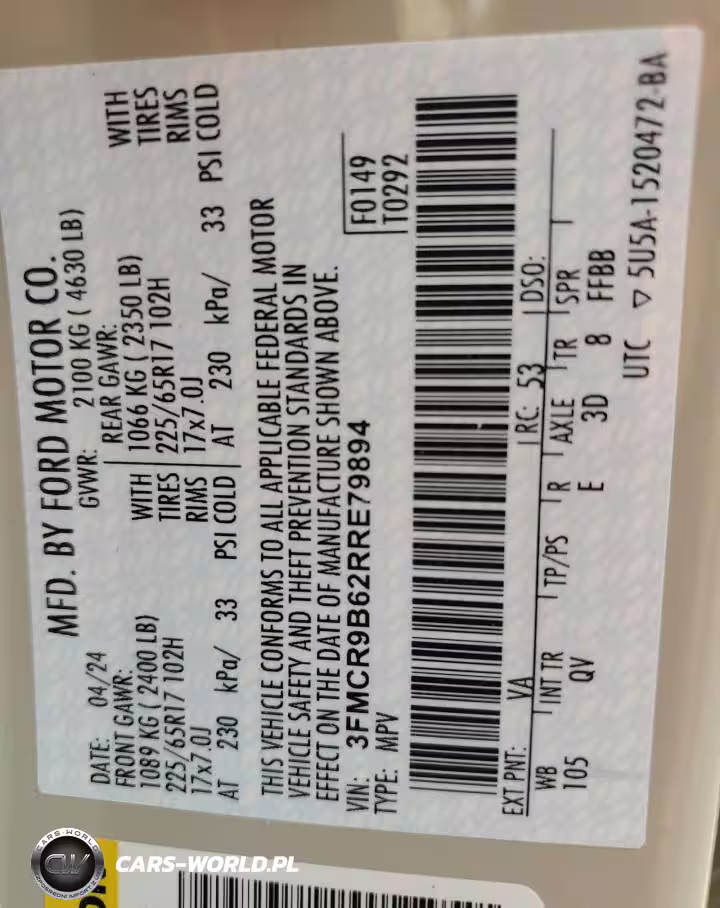 MFD. BY FORD MOTOR CO.
DATE: 04/24 GVWR: 2100 KG ( 4630 LB)
FRONT GAWR: REAR GAWR:
1089 KG ( 2400 LB) WITH 1066 KG ( 2350 LB) WITH
225/65R17 102H TIRES 225/65R17 102H TIRES
17x7.0J RIMS 17x7.0J RIMS
AT 230 kPa/ 33 PSI COLD AT 230 kPa/ 33 PSI COLD
THIS VEHICLE CONFORMS TO ALL APPLICABLE FEDERAL MOTOR
VEHICLE SAFETY AND THEFT PREVENTION STANDARDS IN
EFFECT ON THE DATE OF MANUFACTURE SHOWN ABOVE.
VIN: 3FMCR9B62RRE79894 F0149
TYPE: MPV T0292
EXT PNT: VA RC: 53 DSO:
WB INT TR TP/PS R AXLE TR SPR
105 QV E 3D 8 FFBB
UTC ▽ 5U5A-1520472-BA
CARS-WORLD
CW
CARS-WORLD.PL